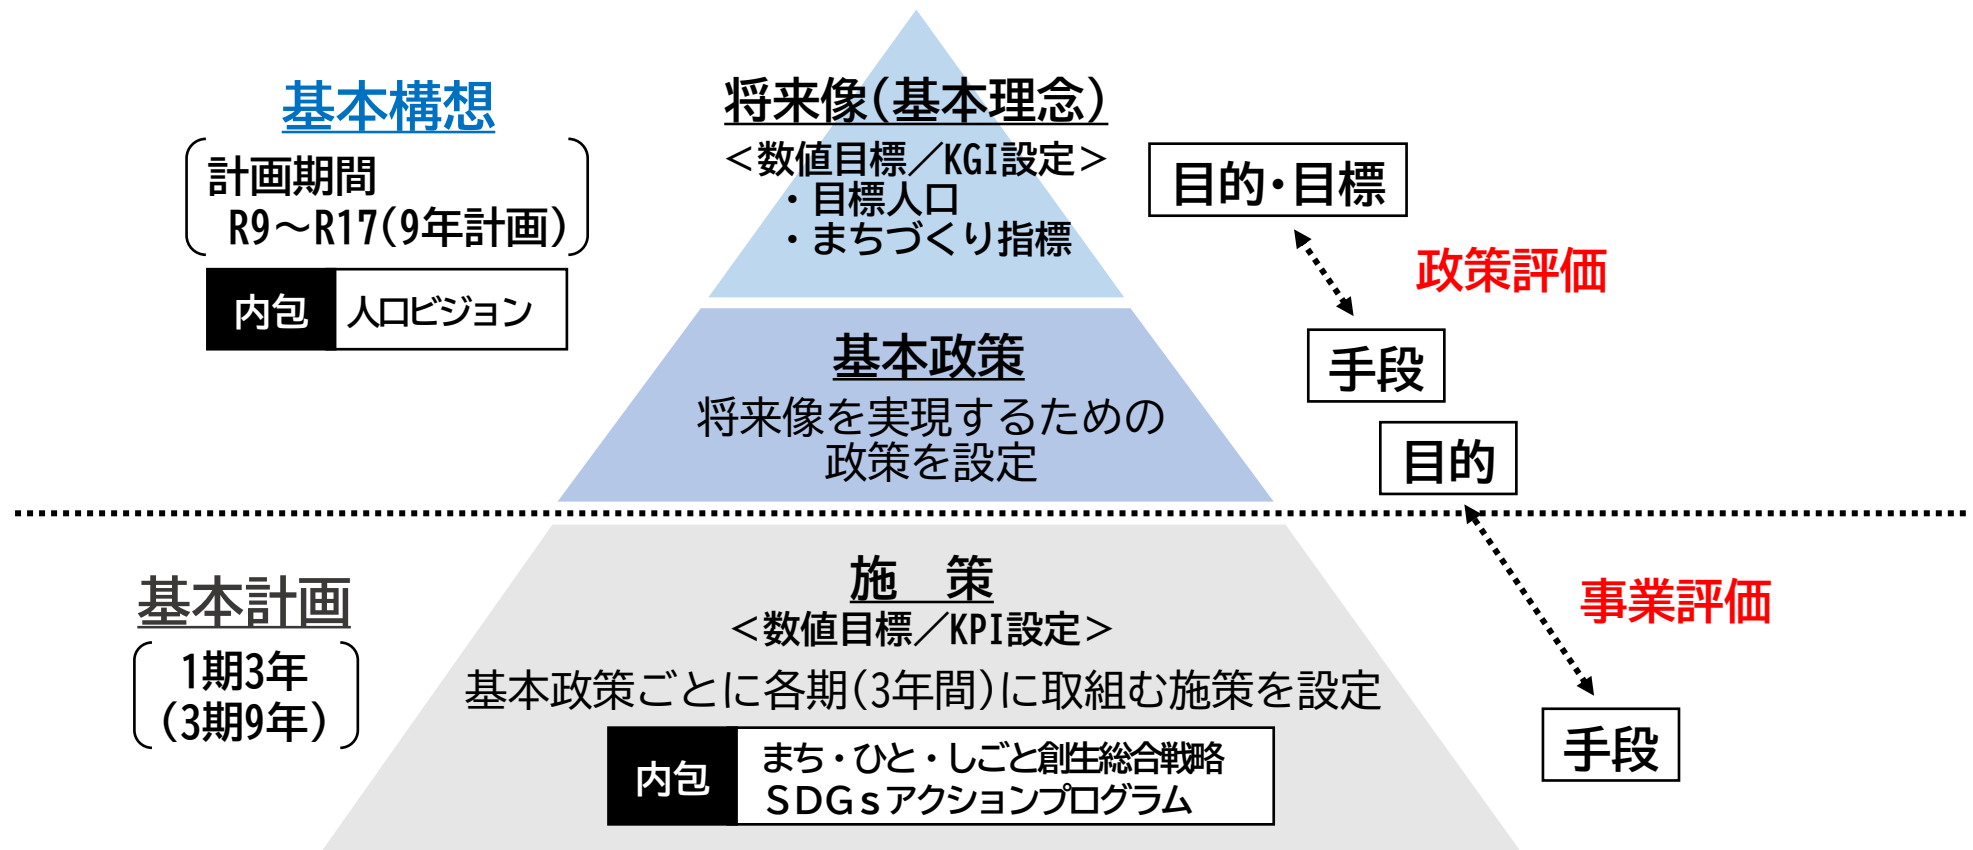 基本構想
計画期間
R9～R17(9年計画)
内包
人口ビジョン
将来像(基本理念)
＜数値目標／KGI設定＞
・目標人口
・まちづくり指標
目的・目標
政策評価
手段
基本政策
将来像を実現するための
政策を設定
目的
基本計画
1期3年
(3期9年)
施　策
＜数値目標／KPI設定＞
基本政策ごとに各期(3年間)に取組む施策を設定
内包
まち・ひと・しごと創生総合戦略
ＳＤＧｓアクションプログラム
事業評価
手段